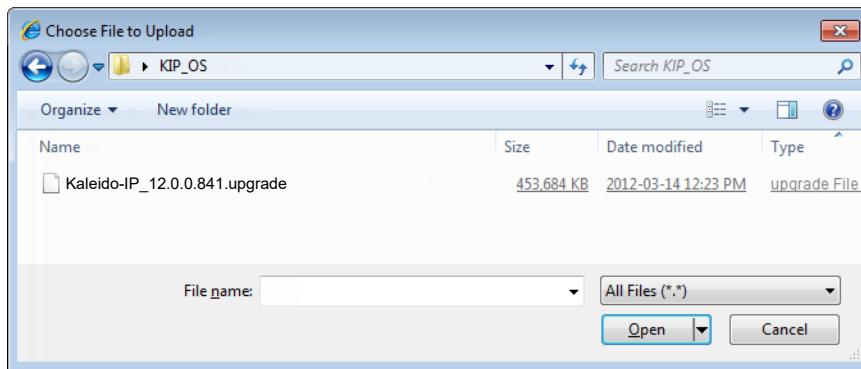 Choose File to Upload
KIP_OS
Search KIP_OS
Organize
New folder
Name Size Date modified Type
Kaleido-IP_12.0.0.841.upgrade 453,684 KB 2012-03-14 12:23 PM upgrade File
File name: All Files (*.*)
Open Cancel